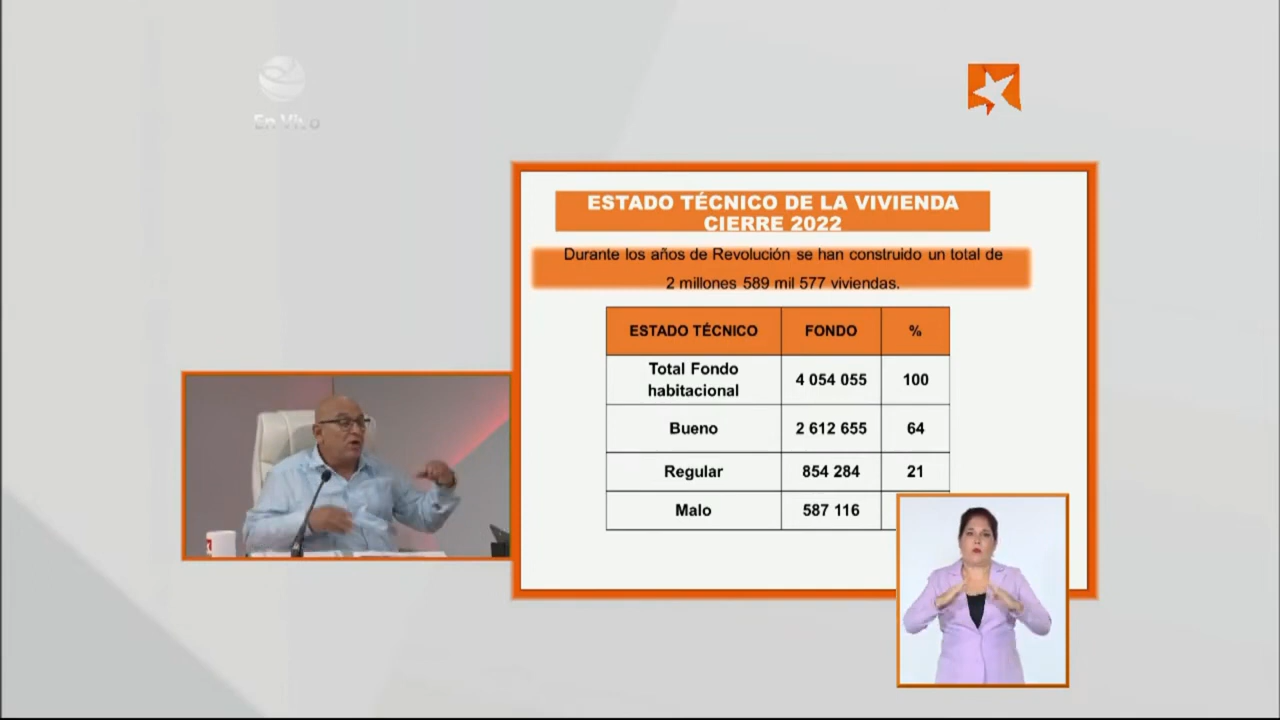 En Vivo
ESTADO TÉCNICO DE LA VIVIENDA
CIERRE 2022
Durante los años de Revolución se han construido un total de
2 millones 589 mil 577 viviendas.
ESTADO TÉCNICO FONDO %
Total Fondo
habitacional 4 054 055 100
Bueno 2 612 655 64
Regular 854 284 21
Malo 587 116